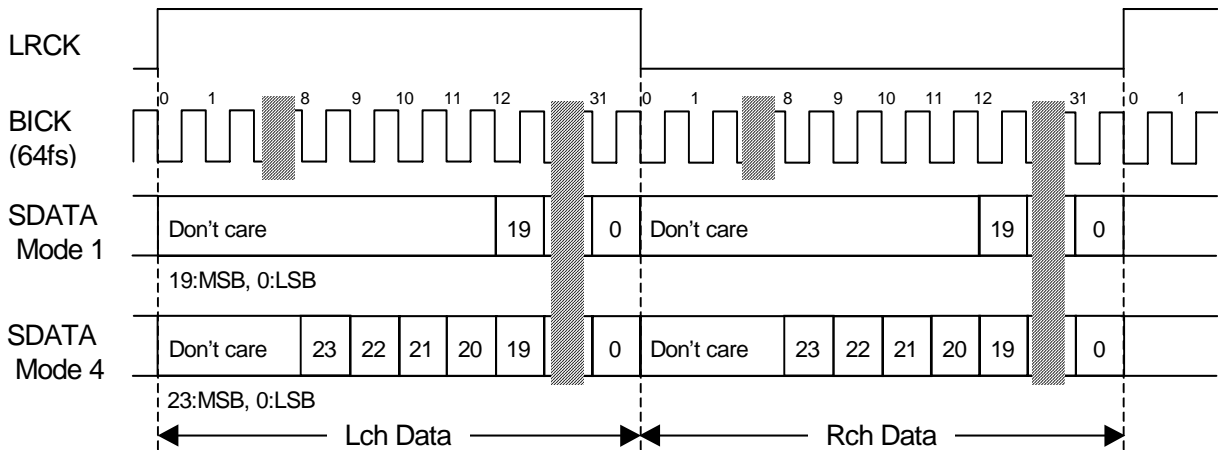 LRCK
0 1 8 9 10 11 12 31 0 1 8 9 10 11 12 31 0 1
BICK
(64fs)
SDATA
Mode 1
Don't care 19 0 Don't care 19 0
19:MSB, 0:LSB
SDATA
Mode 4
Don't care 23 22 21 20 19 0 Don't care 23 22 21 20 19 0
23:MSB, 0:LSB
Lch Data Rch Data